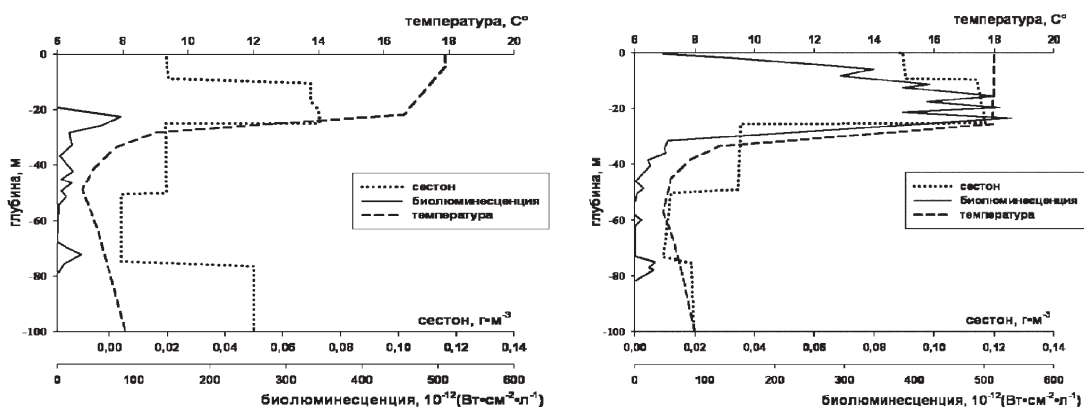 температура, С°
6 8 10 12 14 16 18 20
0
-20
-40
-60
-80
-100
глубина, м
сестон
биолюминесценция
температура
сестон, г•м-3
0,00 0,02 0,04 0,06 0,08 0,10 0,12 0,14
0 100 200 300 400 500 600
биолюминесценция, 10-12(Вт•см-2•л-1)
температура, С°
6 8 10 12 14 16 18 20
0
-20
-40
-60
-80
-100
глубина, м
сестон
биолюминесценция
температура
сестон, г•м-3
0,00 0,02 0,04 0,06 0,08 0,10 0,12 0,14
0 100 200 300 400 500 600
биолюминесценция, 10-12(Вт•см-2•л-1)